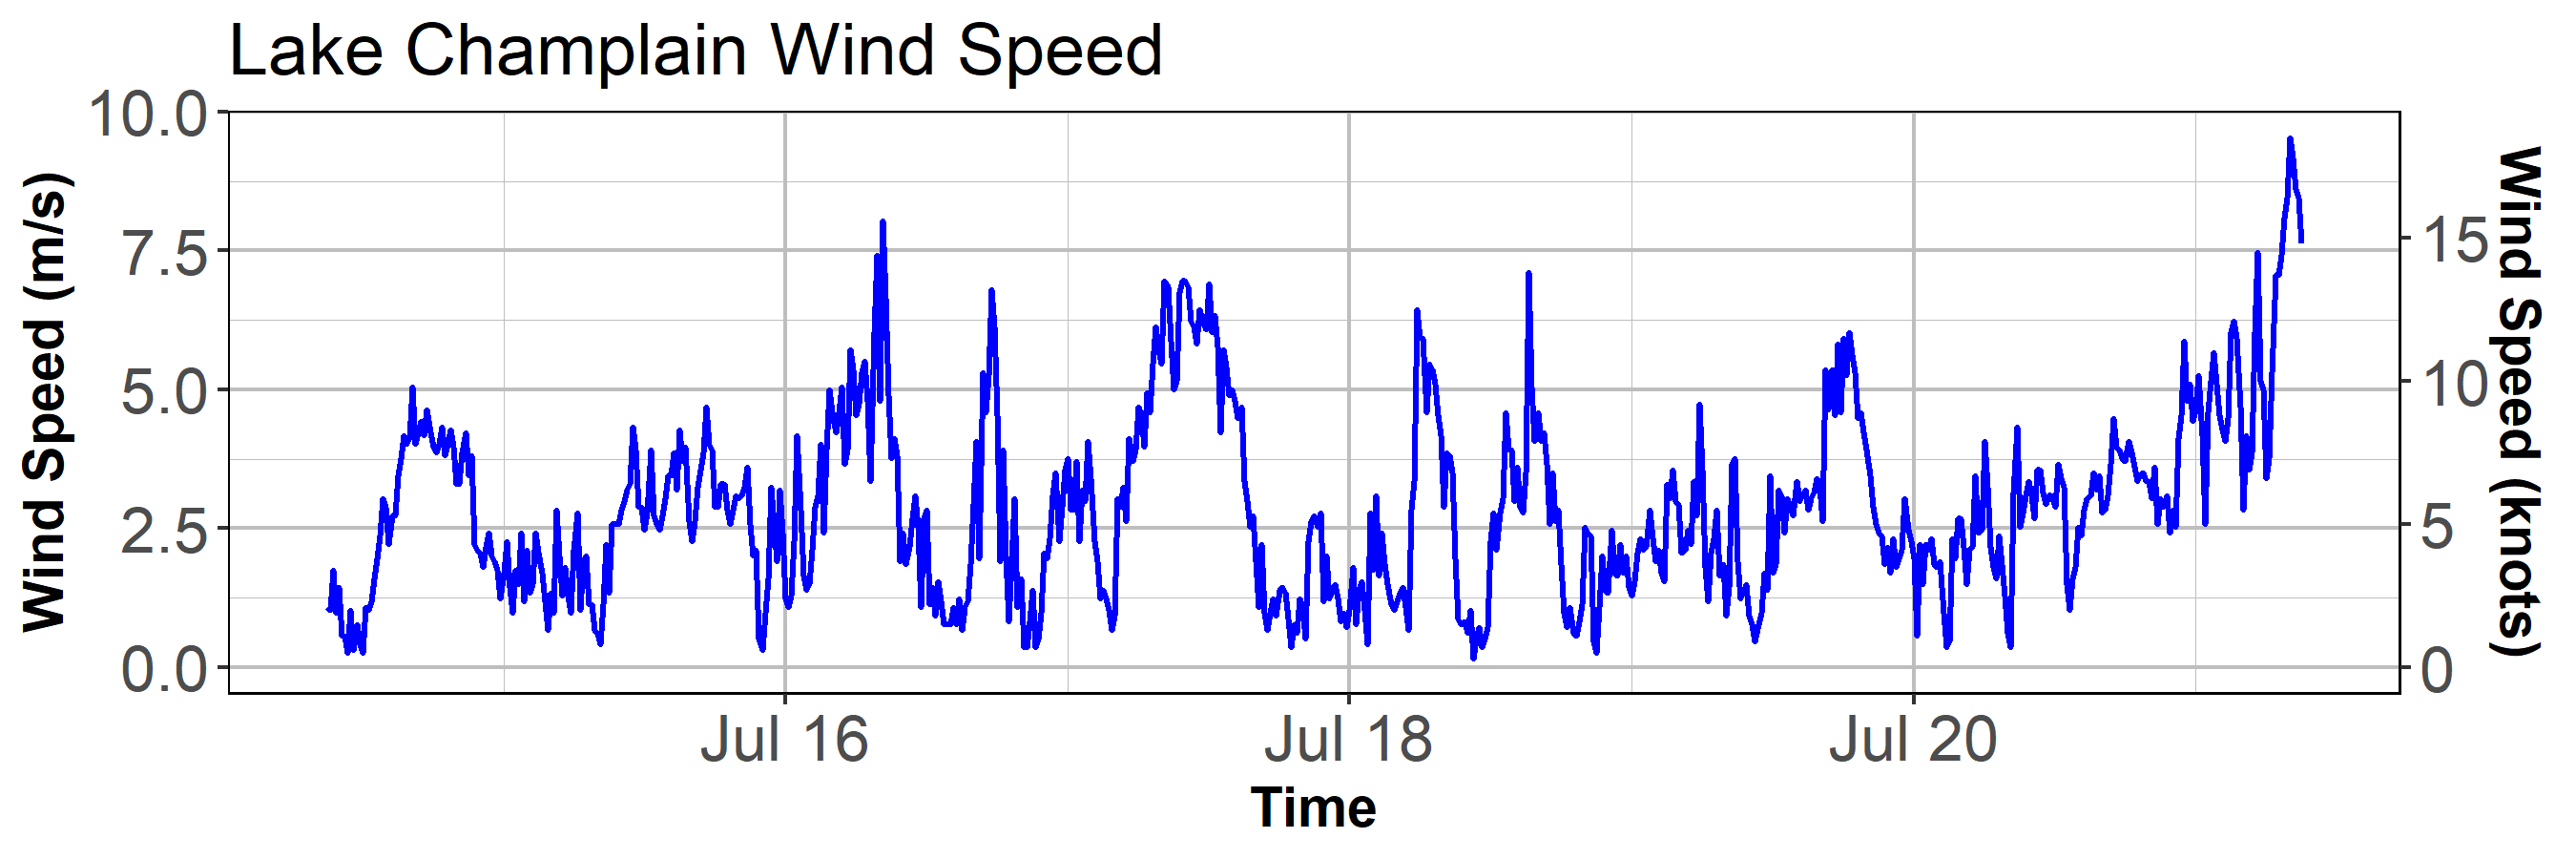 Lake Champlain Wind Speed
10.0
7.5
5.0
2.5
0.0
Wind Speed (m/s)
15
10
5
0
Wind Speed (knots)
Jul 16
Jul 18
Jul 20
Time